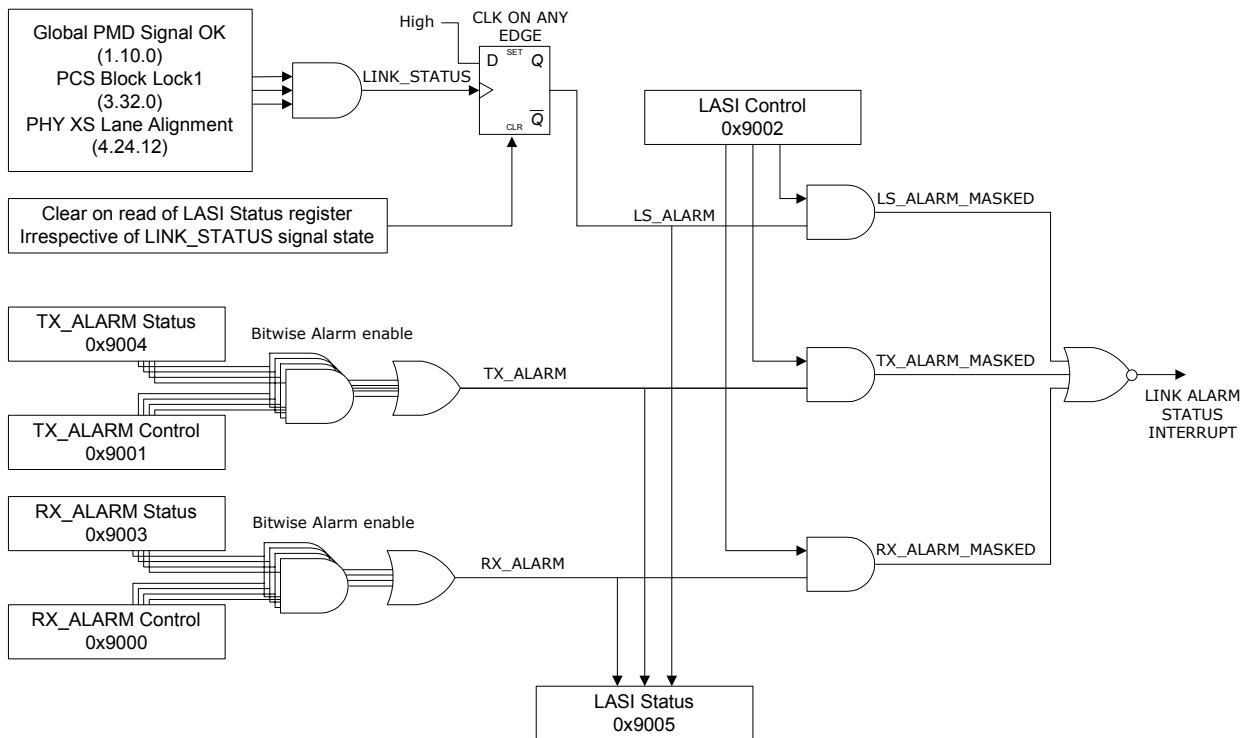 Global PMD Signal OK
(1.10.0)
PCS Block Lock1
(3.32.0)
PHY XS Lane Alignment
(4.24.12)
LINK_STATUS
High
CLK ON ANY
EDGE
D
SET
Q
Q
CLR
LASI Control
0x9002
Clear on read of LASI Status register
Irrespective of LINK_STATUS signal state
LS_ALARM
LS_ALARM_MASKED
TX_ALARM Status
0x9004
Bitwise Alarm enable
TX_ALARM Control
0x9001
TX_ALARM
TX_ALARM_MASKED
LINK ALARM
STATUS
INTERRUPT
RX_ALARM Status
0x9003
Bitwise Alarm enable
RX_ALARM Control
0x9000
RX_ALARM
RX_ALARM_MASKED
LASI Status
0x9005